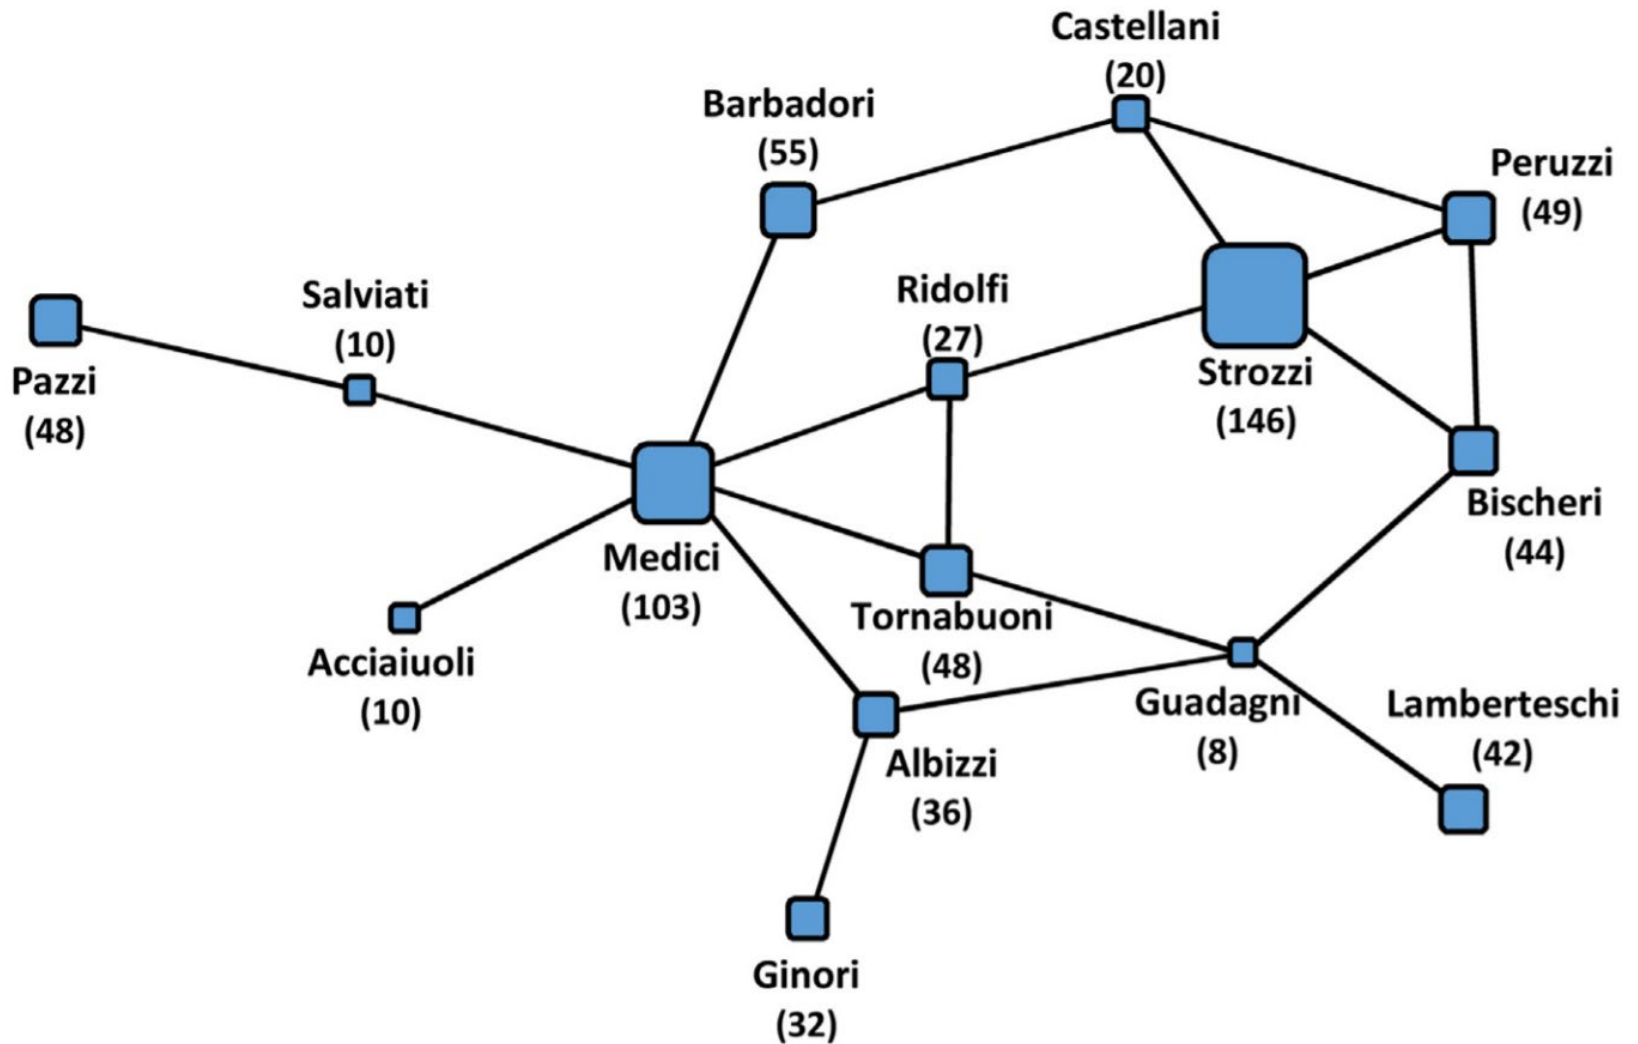 Castellani
(20)
Barbadori
(55)
Peruzzi
(49)
Salviati
(10)
Ridolfi
(27)
Pazzi
(48)
Strozzi
(146)
Medici
(103)
Bischeri
(44)
Tornabuoni
(48)
Acciaiuoli
(10)
Guadagni
(8)
Lamberteschi
(42)
Albizzi
(36)
Ginori
(32)